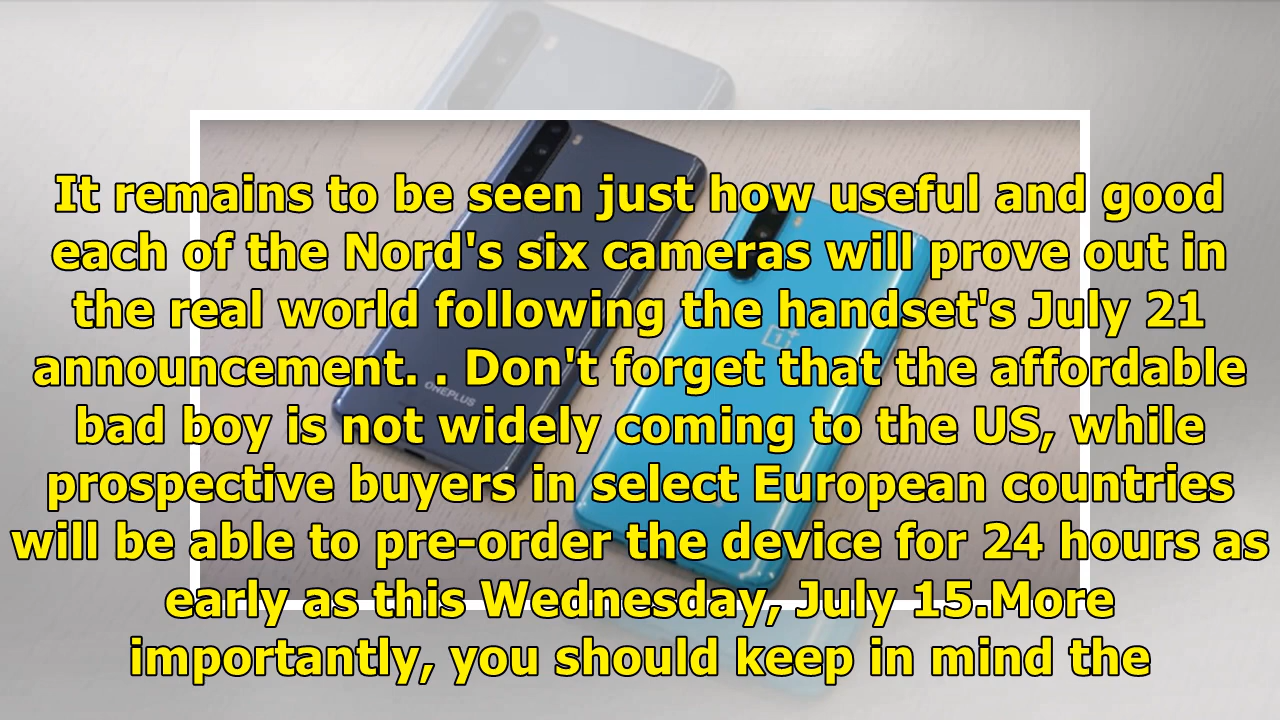 It remains to be seen just how useful and good
each of the Nord's six cameras will prove out in
the real world following the handset's July 21
announcement. . Don't forget that the affordable
bad boy is not widely coming to the US, while
prospective buyers in select European countries
will be able to pre-order the device for 24 hours as
early as this Wednesday, July 15.More
importantly, you should keep in mind the
ONEPLUS